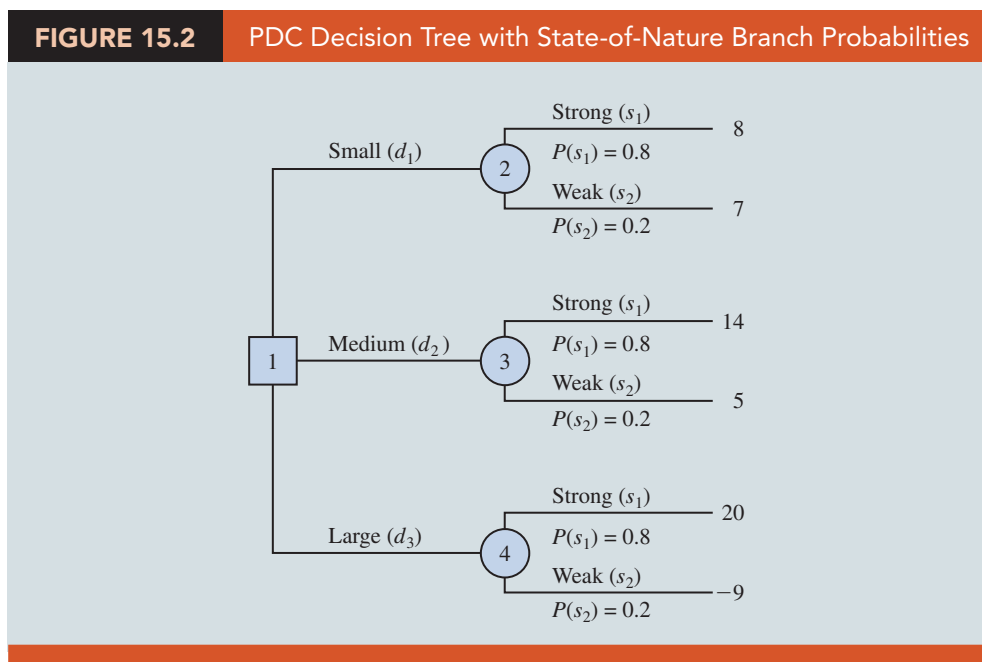 FIGURE 15.2 PDC Decision Tree with State-of-Nature Branch Probabilities
Strong (s₁)
8
Small (d₁)
2
P(s₁) = 0.8
Weak (s₂)
7
P(s₂) = 0.2
Strong (s₁)
14
Medium (d₂)
P(s₁) = 0.8
1
3
Weak (s₂)
5
P(s₂) = 0.2
Strong (s₁)
20
Large (d₃)
P(s₁) = 0.8
4
Weak (s₂)
−9
P(s₂) = 0.2